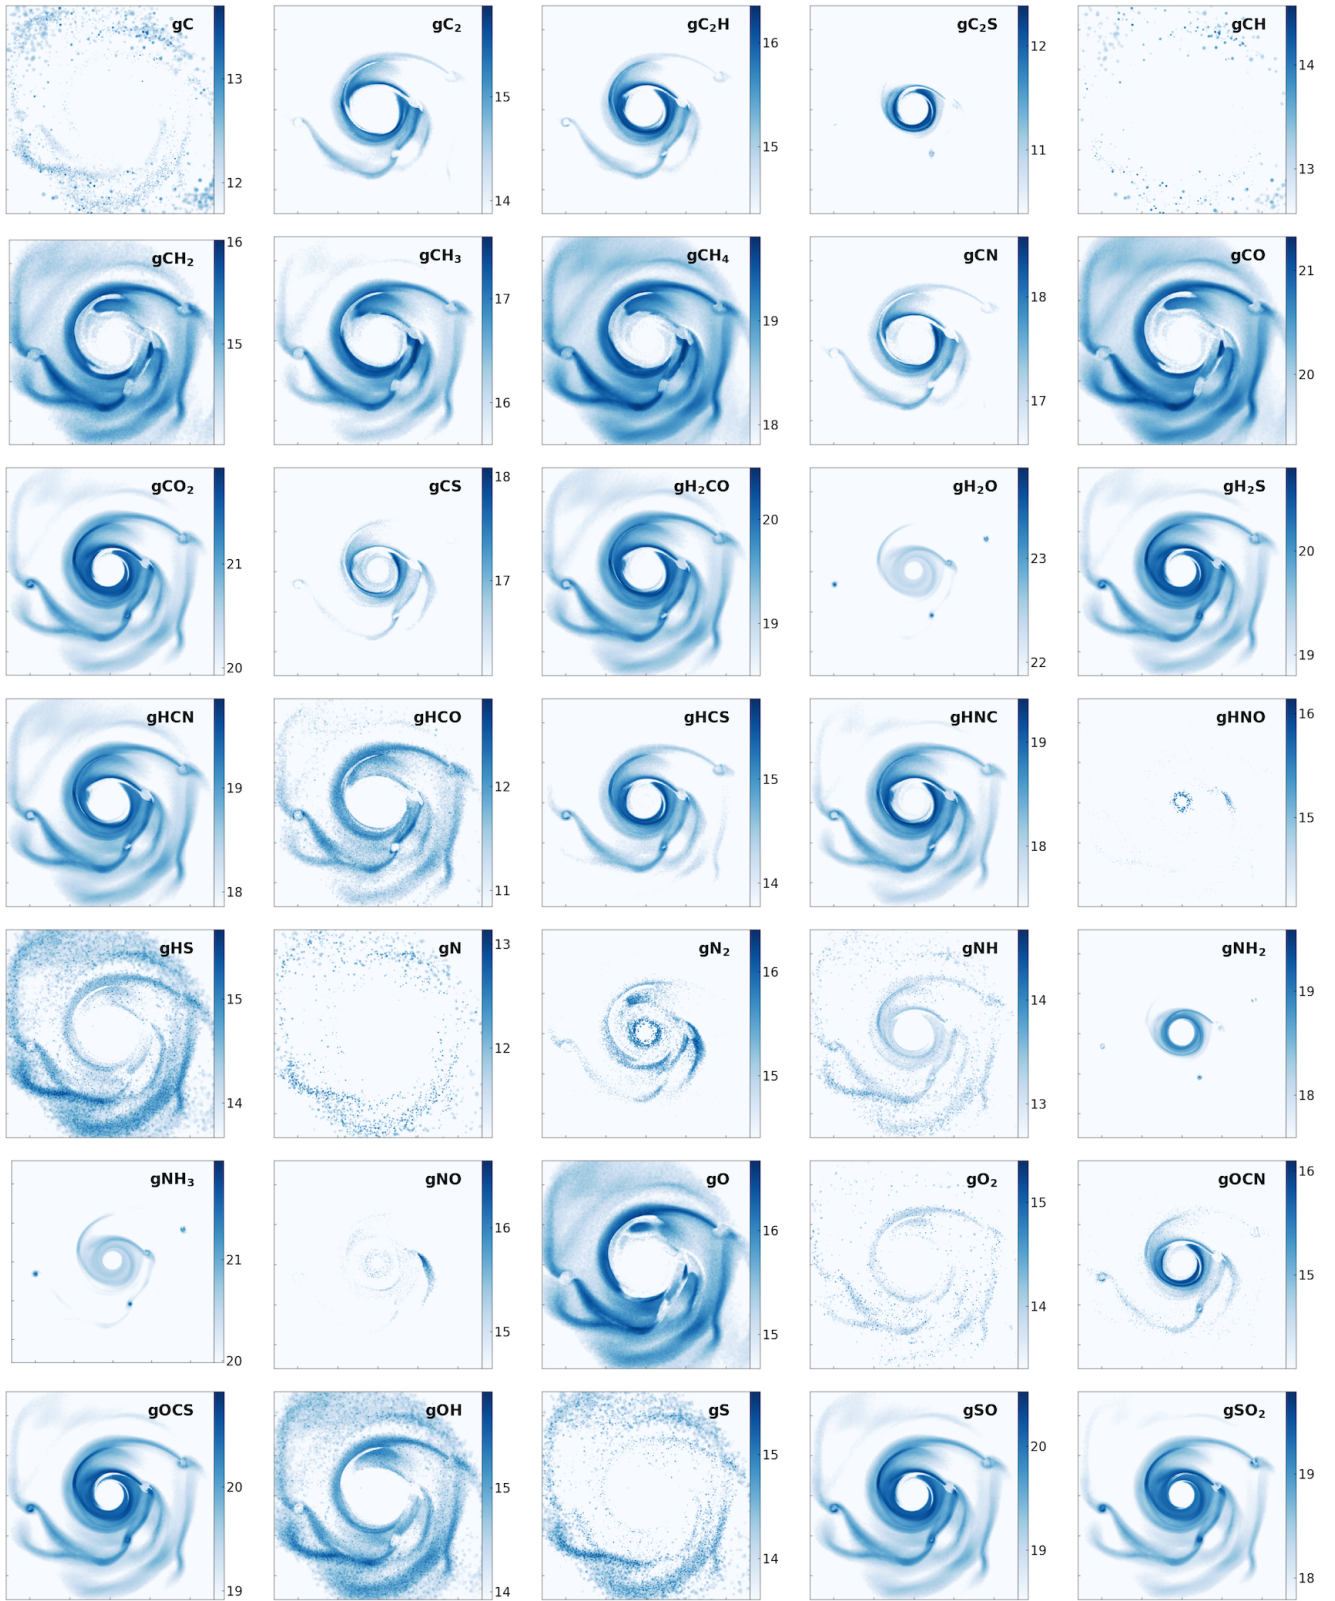 gC 13 12
gC₂ 15 14
gC₂H 16 15
gC₂S 12 11
gCH 14 13
gCH₂ 16 15
gCH₃ 17 16
gCH₄ 19 18
gCN 18 17
gCO 21 20
gCO₂ 21 20
gCS 18 17
gH₂CO 20 19
gH₂O 23 22
gH₂S 20 19
gHCN 19 18
gHCO 12 11
gHCS 15 14
gHNC 19 18
gHNO 16 15
gHS 15 14
gN 13 12
gN₂ 16 15
gNH 14 13
gNH₂ 19 18
gNH₃ 21 20
gNO 16 15
gO 16 15
gO₂ 15 14
gOCN 16 15
gOCS 20 19
gOH 15 14
gS 15 14
gSO 20 19
gSO₂ 19 18